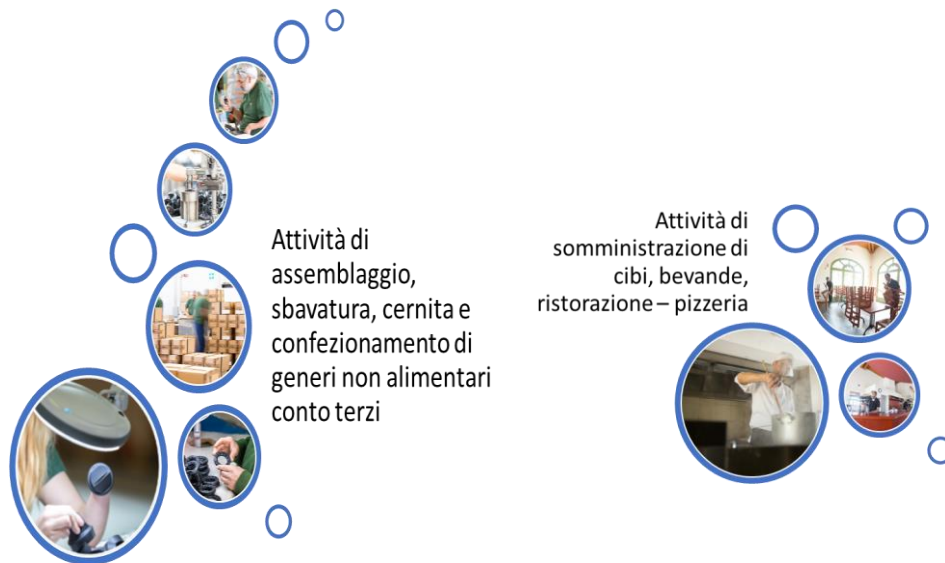 Attività di
assemblaggio,
sbavatura, cernita e
confezionamento di
generi non alimentari
conto terzi
Attività di
somministrazione di
cibi, bevande,
ristorazione – pizzeria